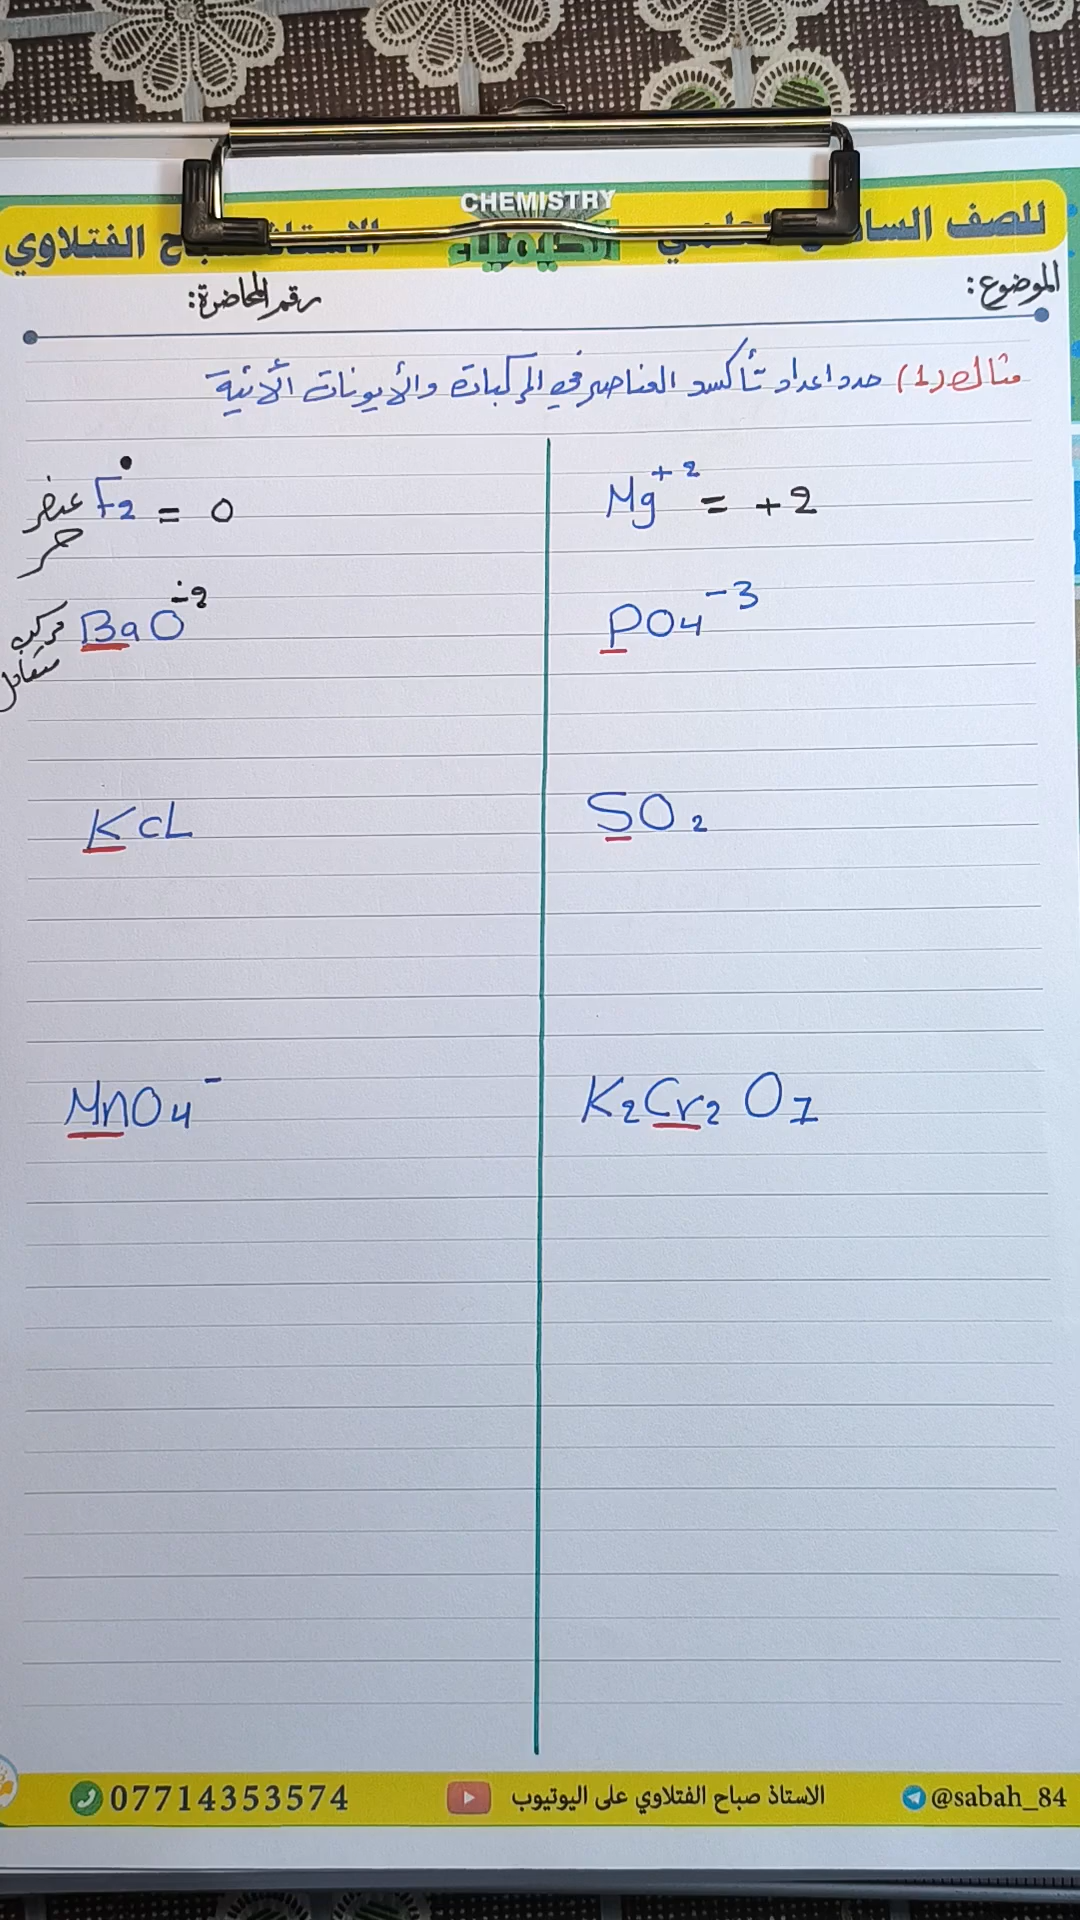 CHEMISTRY
للصف السادس العلمي الكيمياء الاستاذ صباح الفتلاوي
الموضوع: رقم المحاضرة:
مثال (1) حدد اعداد تأكسد العناصر في المركبات والأيونات الآتية
F2• = 0 عنصر حر
Mg+2 = +2
BaO-2 مركب متعادل
PO4-3
KCL
SO2
MnO4-
K2Cr2O7
07714353574 الاستاذ صباح الفتلاوي على اليوتيوب @sabah_84